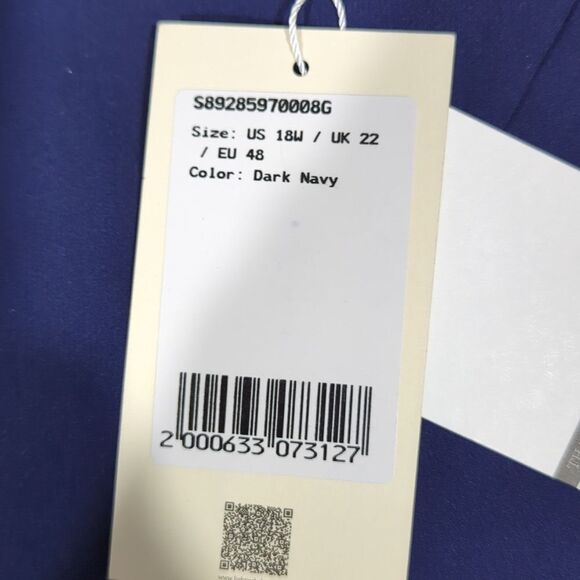 S89285970008G
Size: US 18W / UK 22
/ EU 48
Color: Dark Navy
2 000633 073127